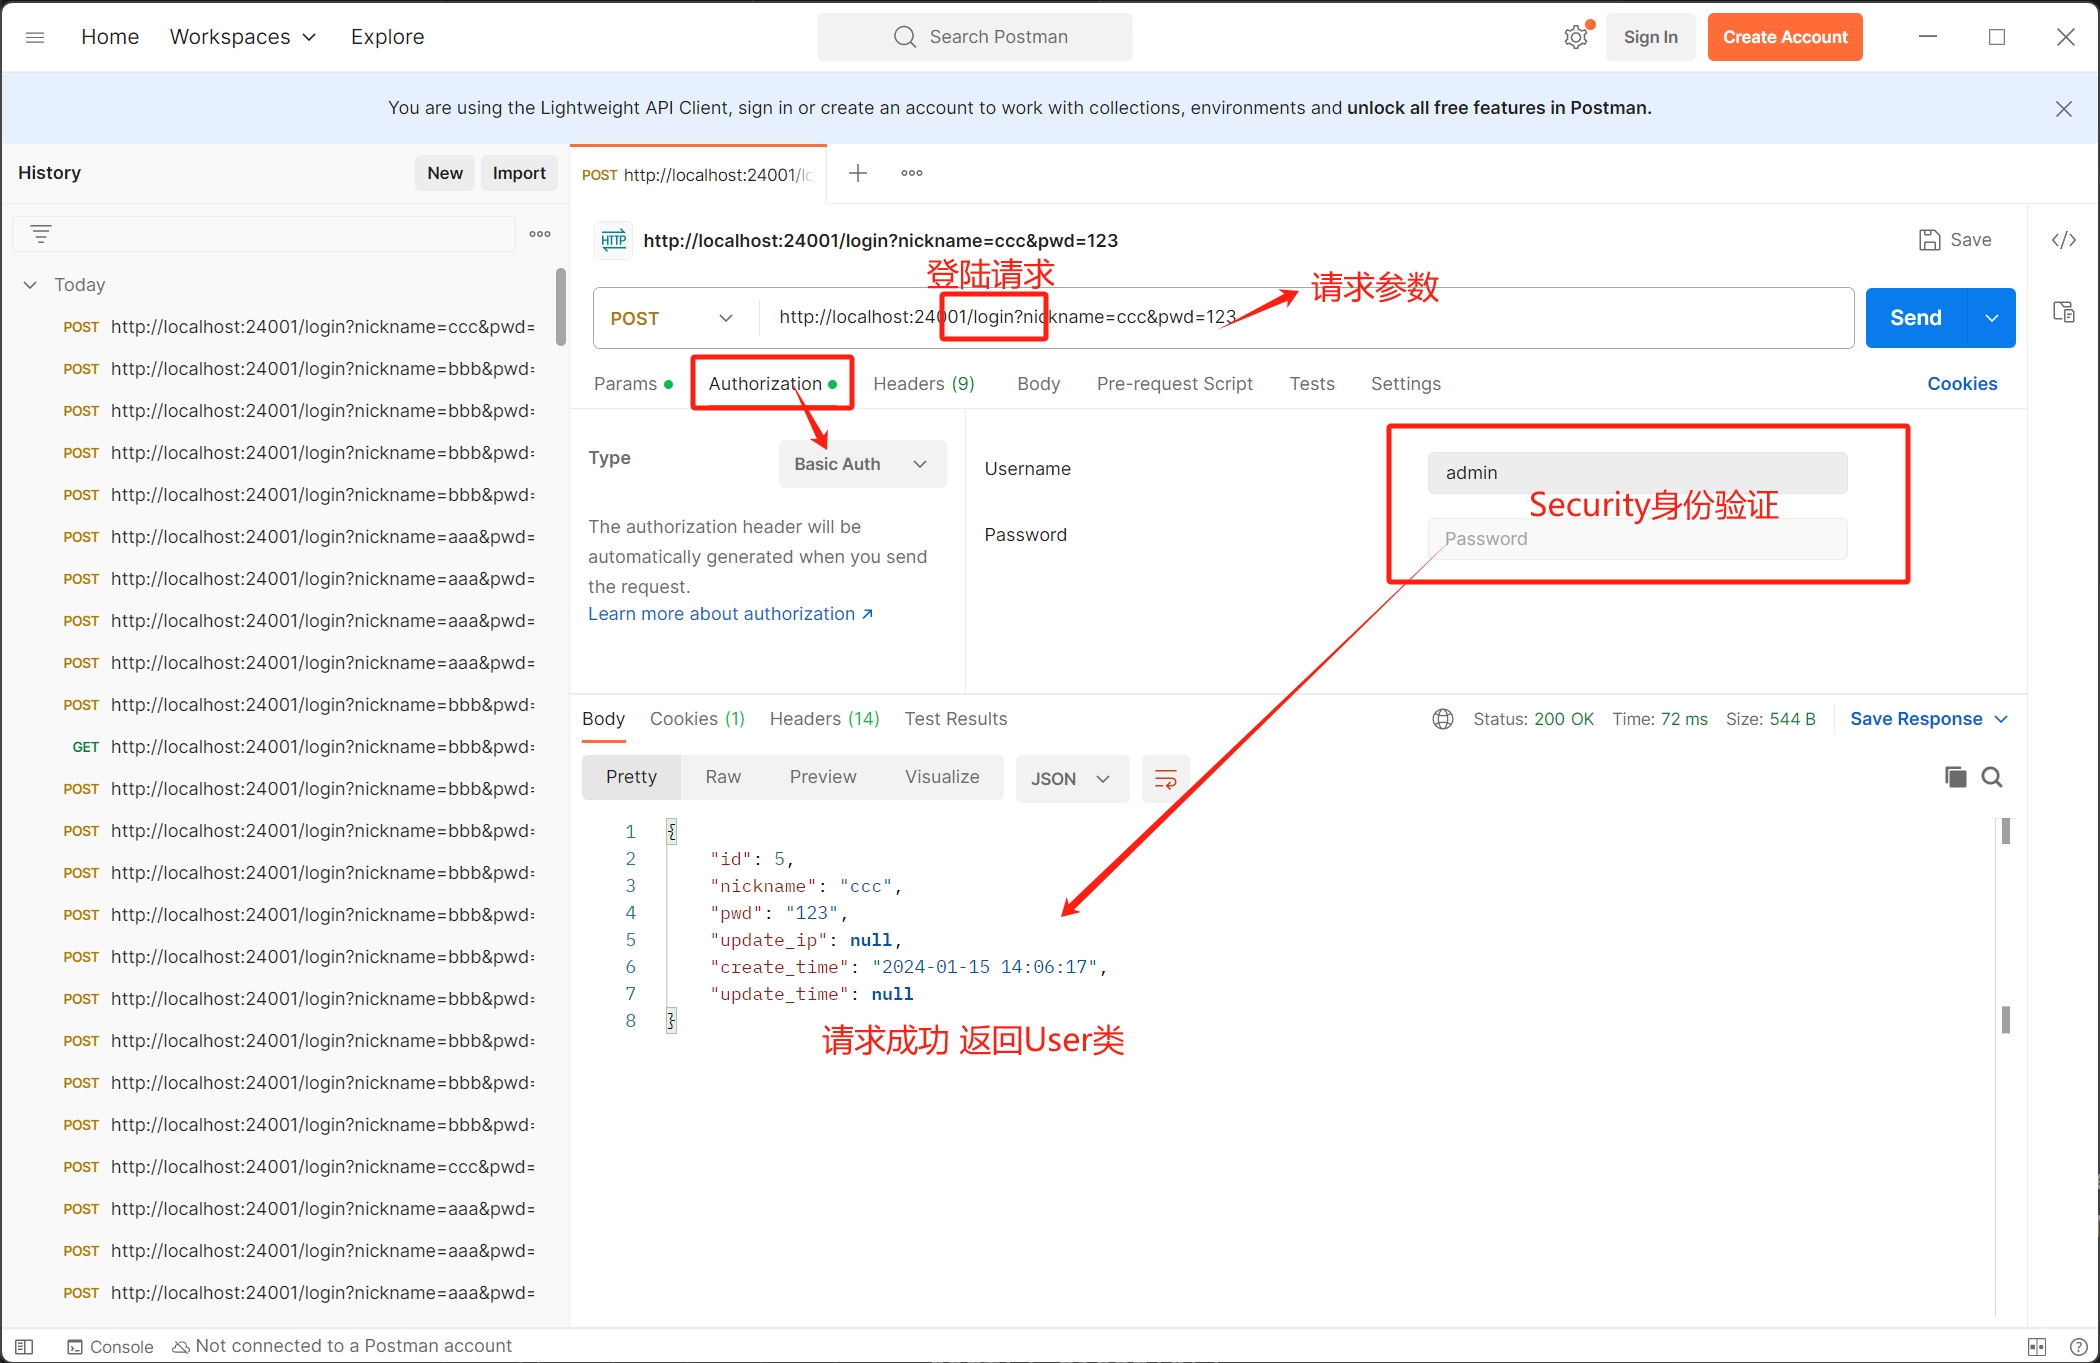 Home Workspaces Explore Search Postman Sign In Create Account
You are using the Lightweight API Client, sign in or create an account to work with collections, environments and unlock all free features in Postman.
History New Import
Today
POST http://localhost:24001/login?nickname=ccc&pwd=
POST http://localhost:24001/login?nickname=bbb&pwd=
POST http://localhost:24001/login?nickname=bbb&pwd=
POST http://localhost:24001/login?nickname=bbb&pwd=
POST http://localhost:24001/login?nickname=bbb&pwd=
POST http://localhost:24001/login?nickname=aaa&pwd=
POST http://localhost:24001/login?nickname=aaa&pwd=
POST http://localhost:24001/login?nickname=aaa&pwd=
POST http://localhost:24001/login?nickname=aaa&pwd=
POST http://localhost:24001/login?nickname=bbb&pwd=
GET http://localhost:24001/login?nickname=bbb&pwd=
POST http://localhost:24001/login?nickname=bbb&pwd=
POST http://localhost:24001/login?nickname=bbb&pwd=
POST http://localhost:24001/login?nickname=bbb&pwd=
POST http://localhost:24001/login?nickname=bbb&pwd=
POST http://localhost:24001/login?nickname=bbb&pwd=
POST http://localhost:24001/login?nickname=bbb&pwd=
POST http://localhost:24001/login?nickname=bbb&pwd=
POST http://localhost:24001/login?nickname=bbb&pwd=
POST http://localhost:24001/login?nickname=bbb&pwd=
POST http://localhost:24001/login?nickname=ccc&pwd=
POST http://localhost:24001/login?nickname=aaa&pwd=
POST http://localhost:24001/login?nickname=aaa&pwd=
POST http://localhost:24001/login?nickname=aaa&pwd=
POST http://localhost:24001/lo
HTTP http://localhost:24001/login?nickname=ccc&pwd=123 Save
登陆请求
请求参数
POST http://localhost:24001/login?nickname=ccc&pwd=123 Send
Params Authorization Headers (9) Body Pre-request Script Tests Settings Cookies
Type Basic Auth
The authorization header will be
automatically generated when you send
the request.
Learn more about authorization
Username admin
Security身份验证
Password Password
Body Cookies (1) Headers (14) Test Results Status: 200 OK Time: 72 ms Size: 544 B Save Response
Pretty Raw Preview Visualize JSON
1 {
2 "id": 5,
3 "nickname": "ccc",
4 "pwd": "123",
5 "update_ip": null,
6 "create_time": "2024-01-15 14:06:17",
7 "update_time": null
8 }
请求成功 返回User类
Console Not connected to a Postman account